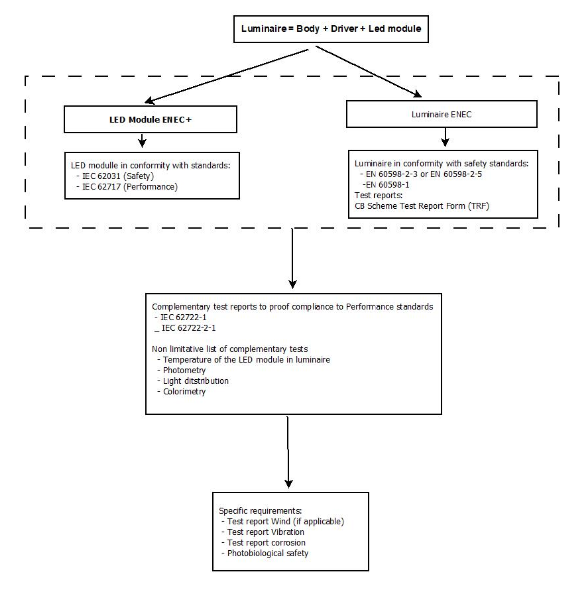 Luminaire = Body + Driver + Led module
LED Module ENEC+
Luminaire ENEC
LED modulle in conformity with standards:
- IEC 62031 (Safety)
- IEC 62717 (Performance)
Luminaire in conformity with safety standards:
- EN 60598-2-3 or EN 60598-2-5
-EN 60598-1
Test reports:
CB Scheme Test Report Form (TRF)
Complementary test reports to proof compliance to Performance standards
- IEC 62722-1
_ IEC 62722-2-1
Non limitative list of complementary tests
- Temperature of the LED module in luminaire
- Photometry
- Light ditstribution
- Colorimetry
Specific requirements:
- Test report Wind (if applicable)
- Test report Vibration
- Test report corrosion
- Photobiological safety